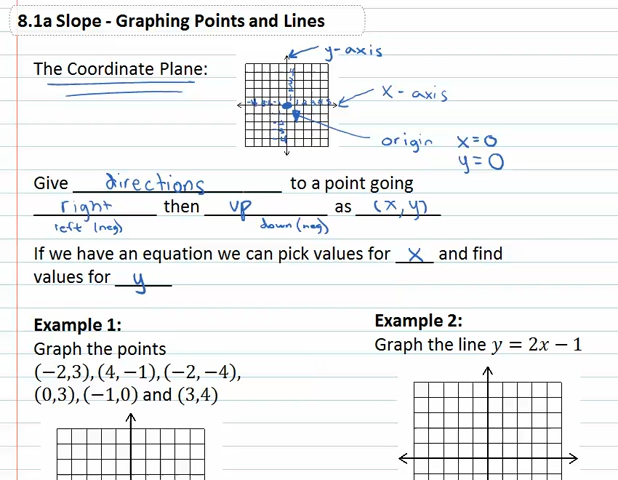 8.1a Slope - Graphing Points and Lines
y-axis
The Coordinate Plane:
x-axis
origin x=0
y=0
Give directions to a point going
right then up as (x,y)
left (neg) down (neg)
If we have an equation we can pick values for x and find
values for y
Example 1:
Graph the points
(−2,3), (4,−1), (−2,−4),
(0,3), (−1,0) and (3,4)
Example 2:
Graph the line y = 2x − 1